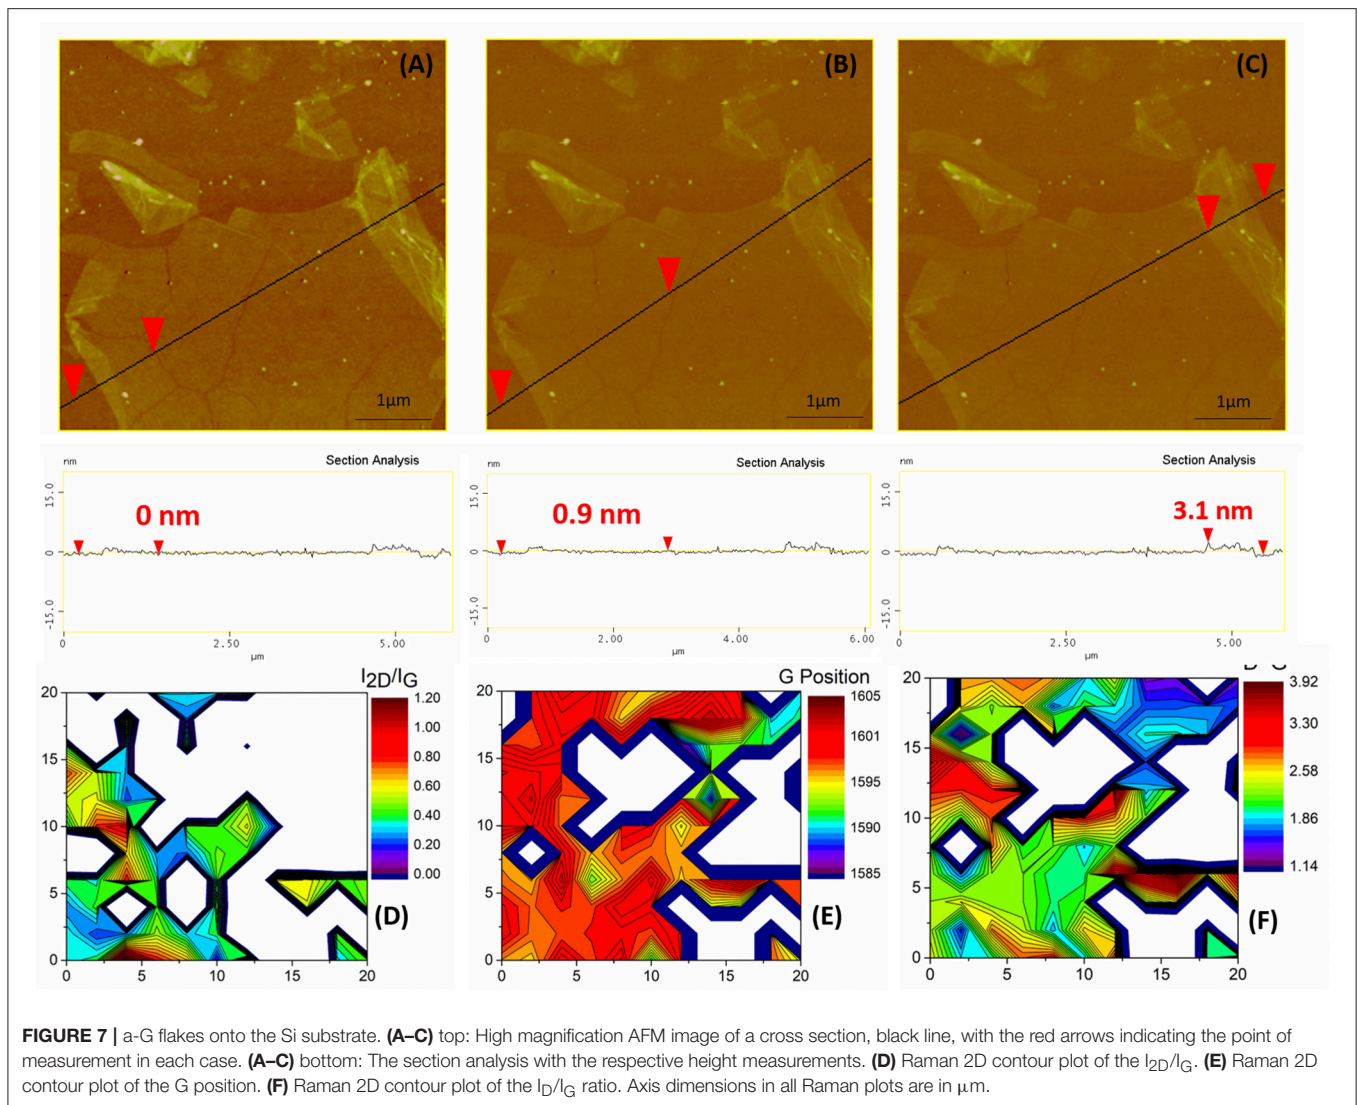 (A)
(B)
(C)
1µm
1µm
1µm
nm
Section Analysis
15.0
0
-15.0
0 nm
0
2.50
5.00
µm
nm
Section Analysis
15.0
0
-15.0
0.9 nm
0
2.00
4.00
6.00
µm
nm
Section Analysis
15.0
0
-15.0
3.1 nm
0
2.50
5.00
µm
I2D/IG
20
15
10
5
0
0
5
10
15
20
1.20
1.00
0.80
0.60
0.40
0.20
0.00
(D)
G Position
20
15
10
5
0
0
5
10
15
20
1605
1601
1595
1590
1585
(E)
20
15
10
5
0
0
5
10
15
20
3.92
3.30
2.58
1.86
1.14
(F)
FIGURE 7 | a-G flakes onto the Si substrate. (A–C) top: High magnification AFM image of a cross section, black line, with the red arrows indicating the point of
measurement in each case. (A–C) bottom: The section analysis with the respective height measurements. (D) Raman 2D contour plot of the I2D/IG. (E) Raman 2D
contour plot of the G position. (F) Raman 2D contour plot of the ID/IG ratio. Axis dimensions in all Raman plots are in µm.